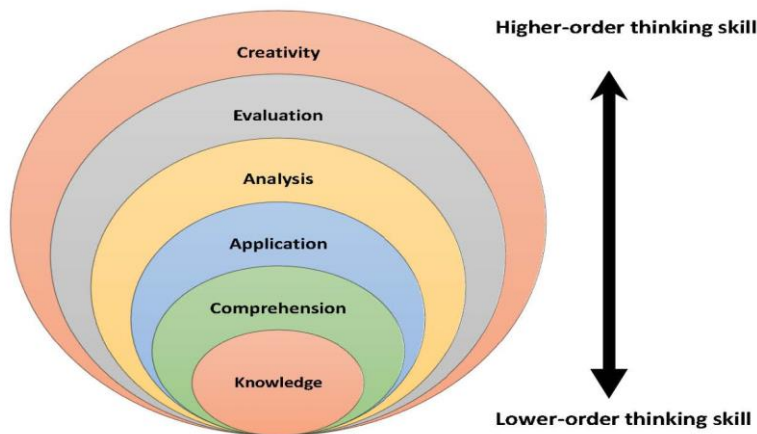 Higher-order thinking skill
Creativity
Evaluation
Analysis
Application
Comprehension
Knowledge
Lower-order thinking skill